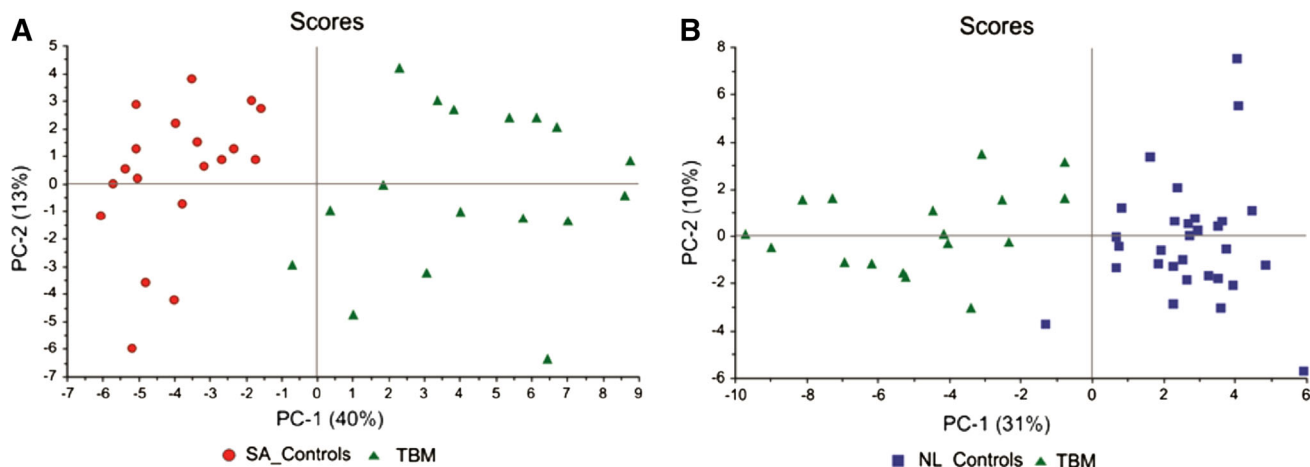 A
Scores
5
4
3
2
1
0
-1
-2
-3
-4
-5
-6
-7
PC-2 (13%)
-7 -6 -5 -4 -3 -2 -1 0 1 2 3 4 5 6 7 8 9
PC-1 (40%)
SA_Controls TBM
B
Scores
8
6
4
2
0
-2
-4
-6
PC-2 (10%)
-10 -8 -6 -4 -2 0 2 4 6
PC-1 (31%)
NL_Controls TBM